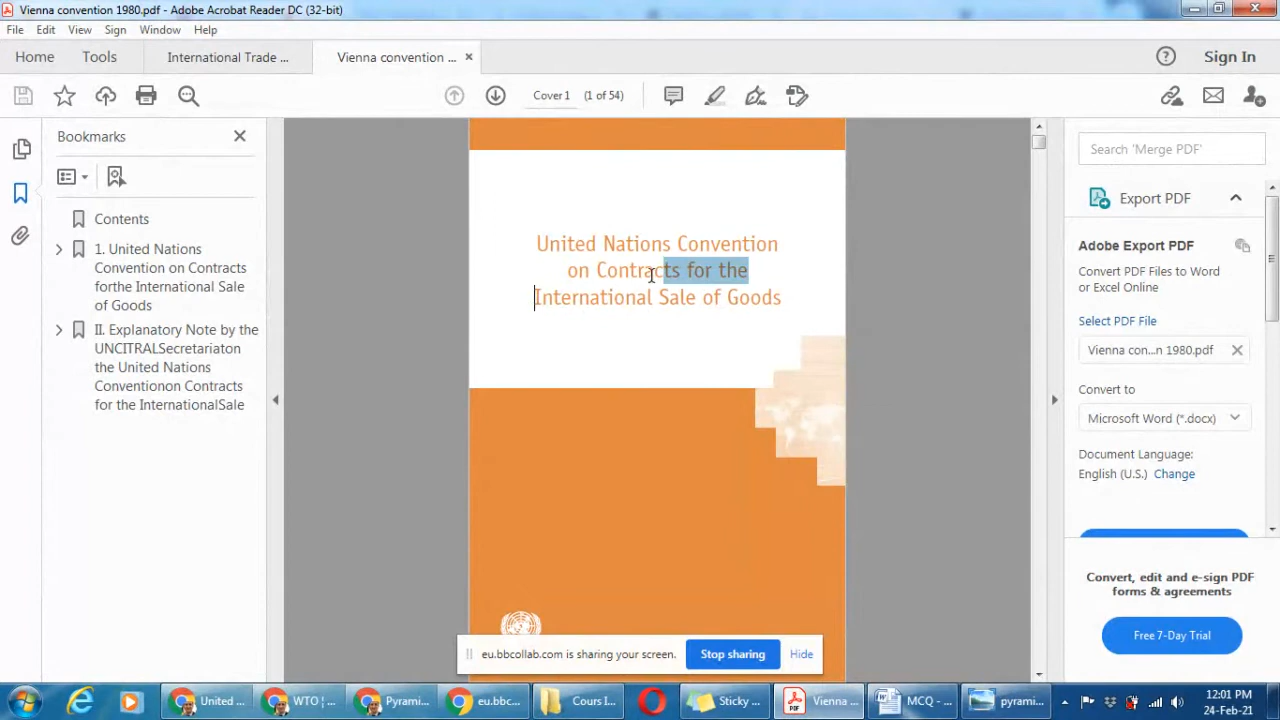 Vienna convention 1980.pdf - Adobe Acrobat Reader DC (32-bit)
File Edit View Sign Window Help
Home Tools International Trade ... Vienna convention ... × Sign In
Cover 1 (1 of 54)
Bookmarks
Contents
1. United Nations
Convention on Contracts
forthe International Sale
of Goods
II. Explanatory Note by the
UNCITRALSecretariaton
the United Nations
Conventionon Contracts
for the InternationalSale
United Nations Convention
on Contracts for the
International Sale of Goods
Search 'Merge PDF'
Export PDF
Adobe Export PDF
Convert PDF Files to Word
or Excel Online
Select PDF File
Vienna con...n 1980.pdf
Convert to
Microsoft Word (*.docx)
Document Language:
English (U.S.) Change
Convert, edit and e-sign PDF
forms & agreements
Free 7-Day Trial
eu.bbcollab.com is sharing your screen. Stop sharing Hide
United ... WTO | ... Pyrami... eu.bbc... Cours I... Sticky ... Vienna ... MCQ - ... pyrami...
12:01 PM
24-Feb-21